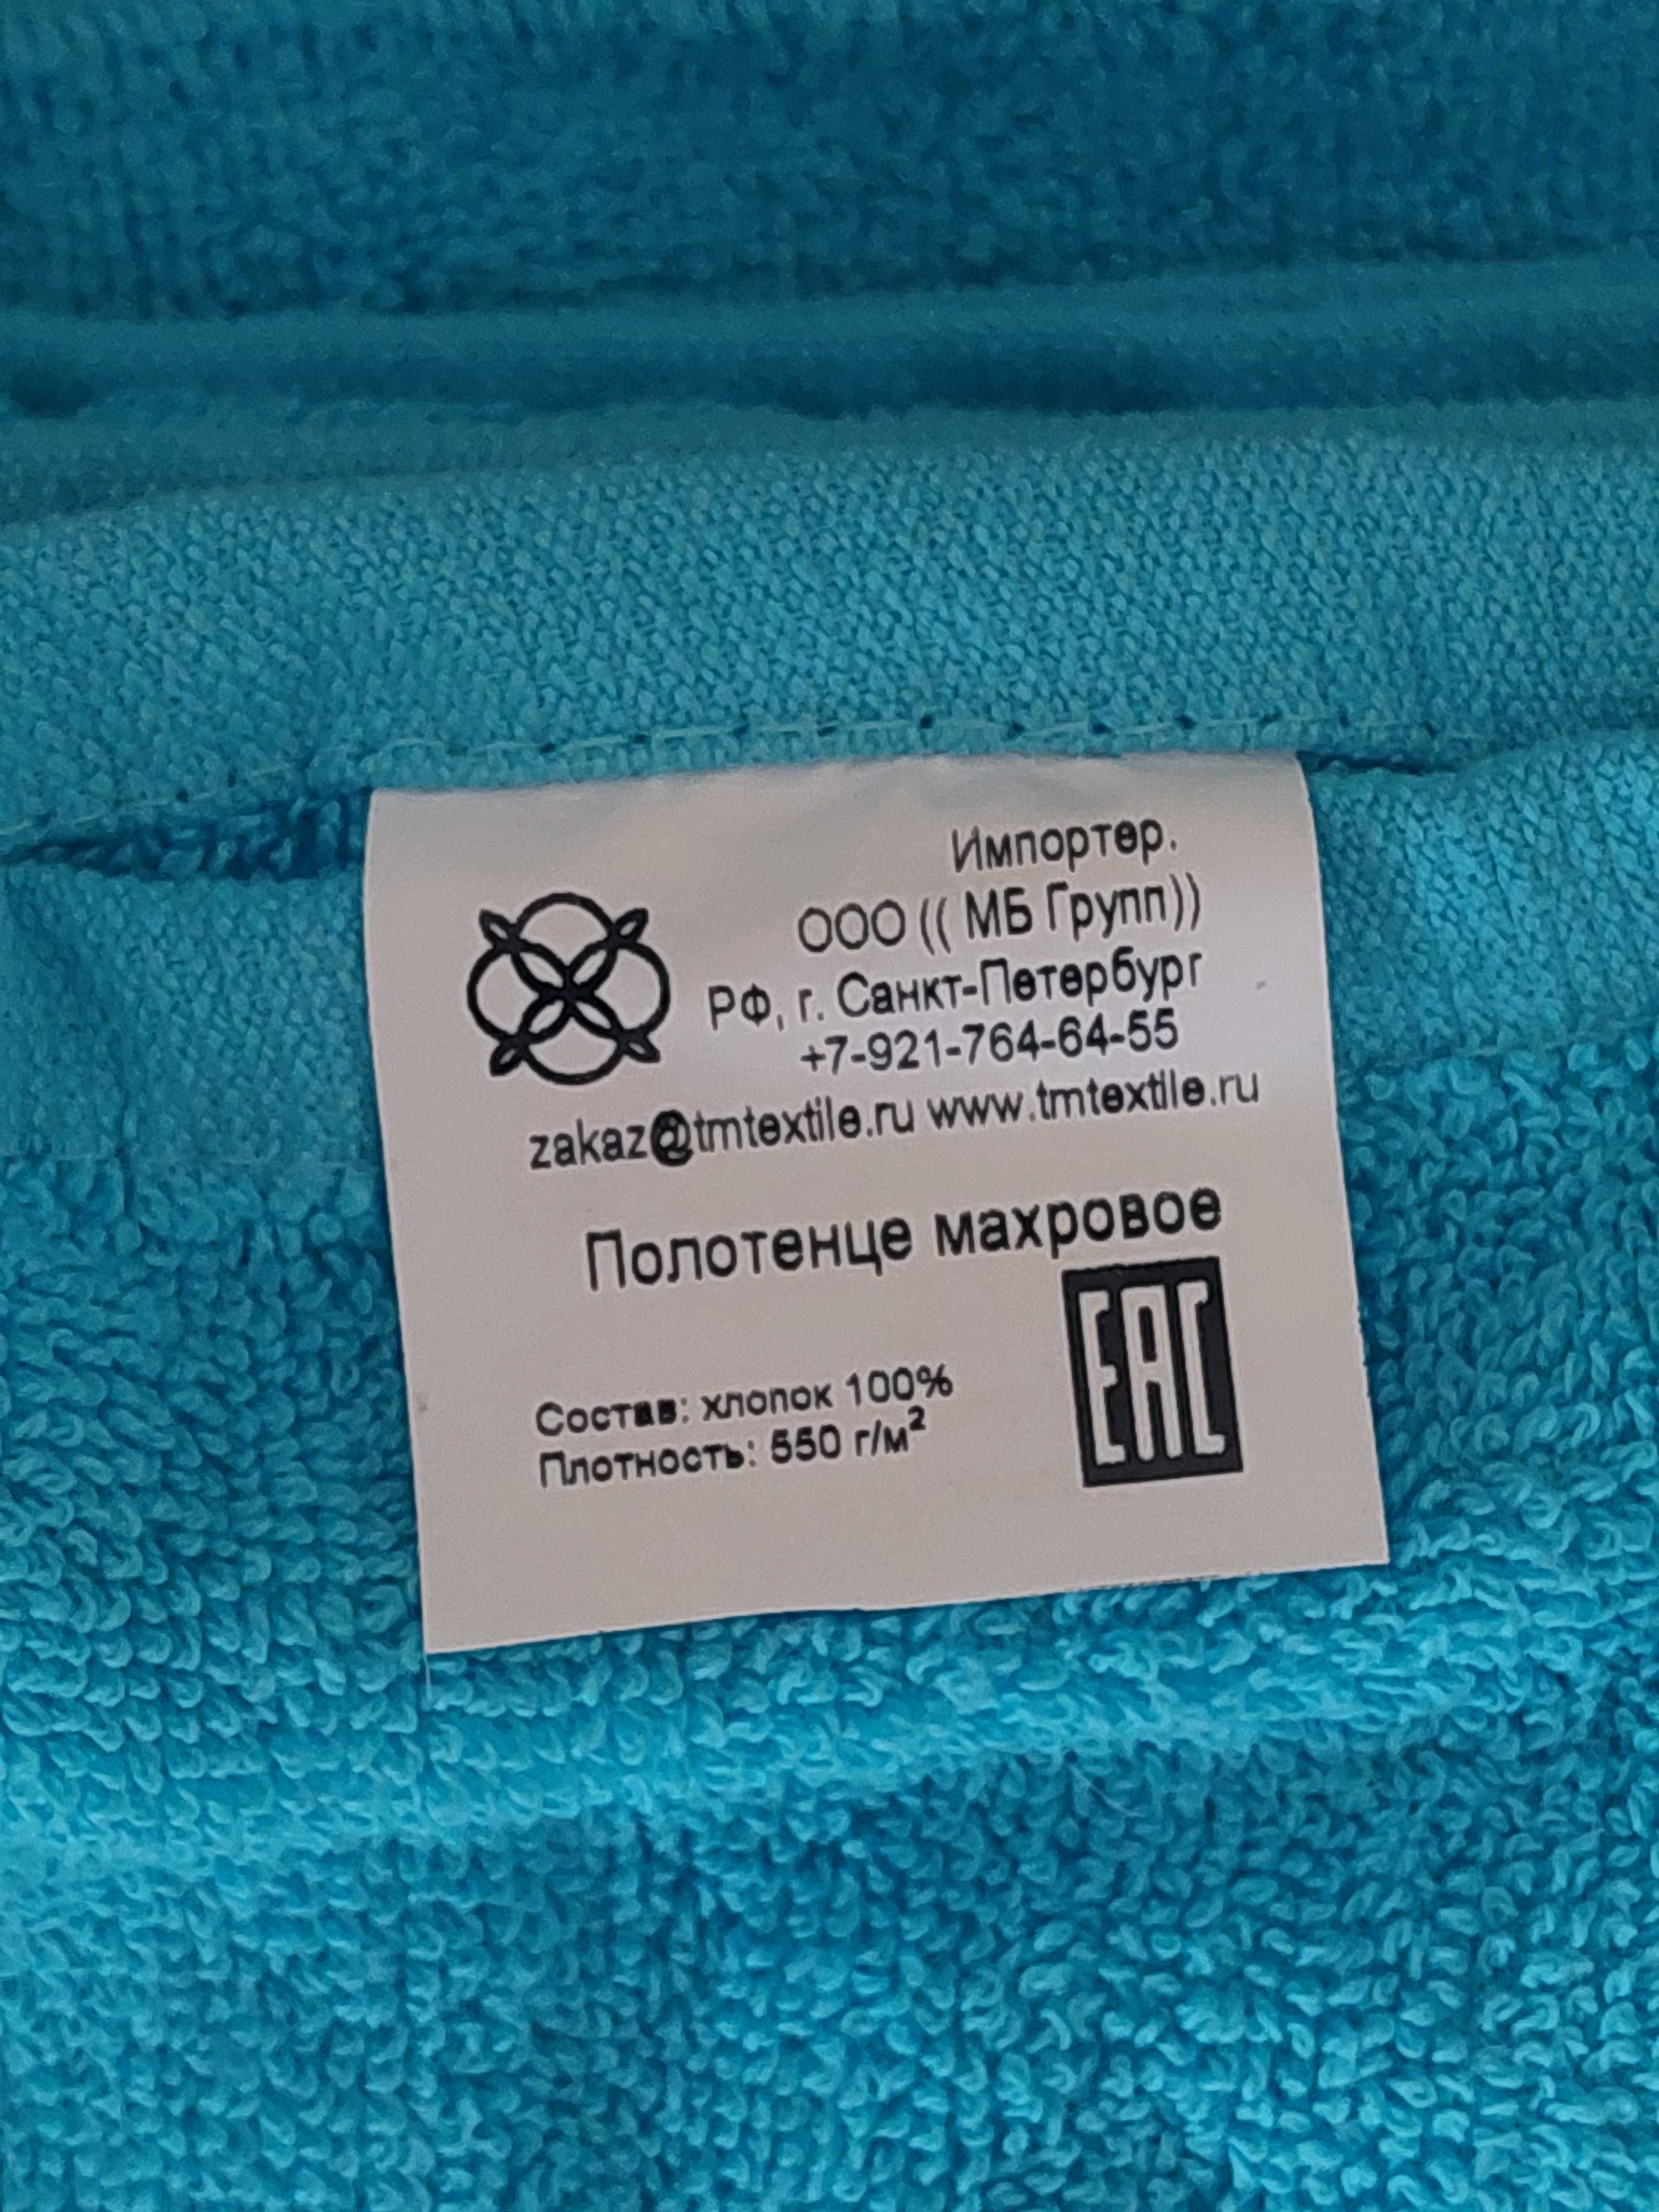 Импортер.
ООО (( МБ Групп))
РФ, г. Санкт-Петербург
+7-921-764-64-55
zakaz@tmtextile.ru www.tmtextile.ru
Полотенце махровое
EAC
Состав: хлопок 100%
Плотность: 550 г/м²